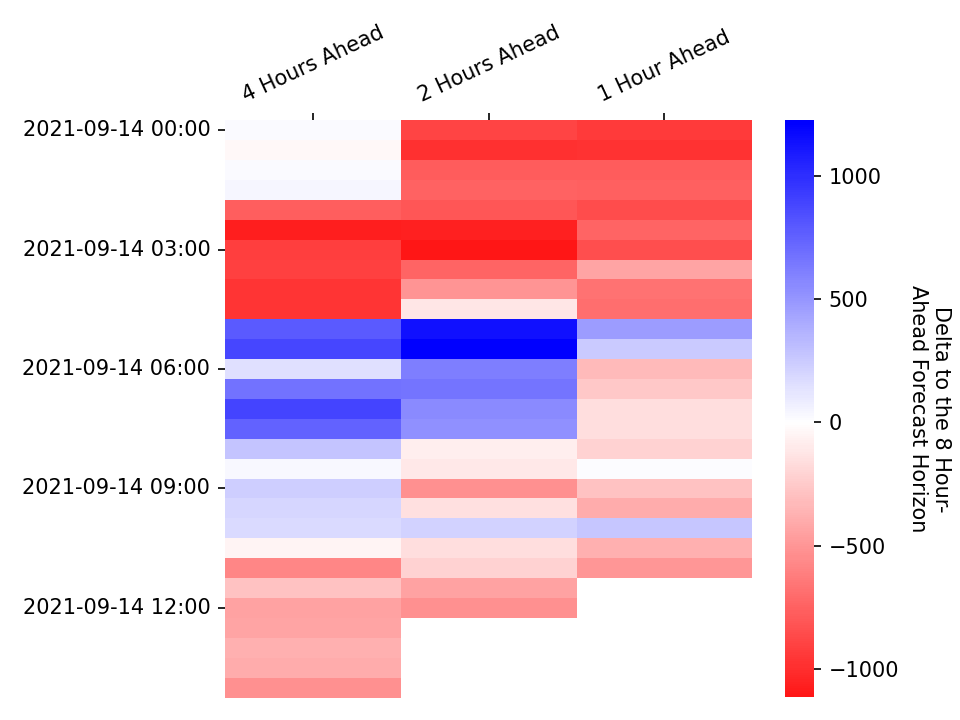 4 Hours Ahead
2 Hours Ahead
1 Hour Ahead
2021-09-14 00:00
2021-09-14 03:00
2021-09-14 06:00
2021-09-14 09:00
2021-09-14 12:00
1000
500
0
−500
−1000
Delta to the 8 Hour-
Ahead Forecast Horizon